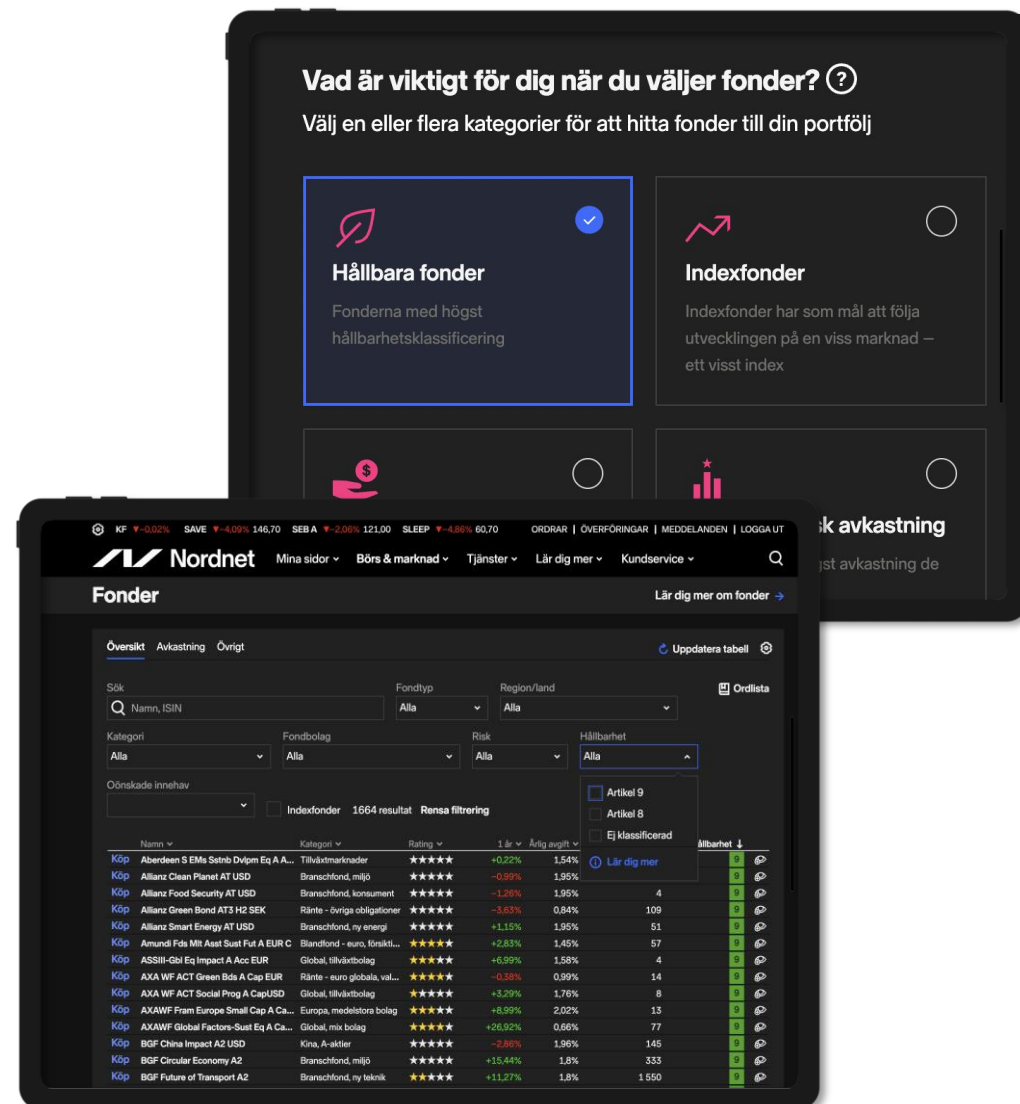 Vad är viktigt för dig när du väljer fonder? ?
Välj en eller flera kategorier för att hitta fonder till din portfölj
Hållbara fonder
Fonderna med högst
hållbarhetsklassificering
Indexfonder
Indexfonder har som mål att följa
utvecklingen på en viss marknad –
ett visst index
$
sk avkastning
gst avkastning de
KF ▼-0,02% SAVE ▼-4,09% 146,70 SEB A ▼-2,06% 121,00 SLEEP ▼-4,86% 60,70 ORDRAR | ÖVERFÖRINGAR | MEDDELANDEN | LOGGA UT
Nordnet Mina sidor Börs & marknad Tjänster Lär dig mer Kundservice
Fonder Lär dig mer om fonder →
Översikt Avkastning Övrigt Uppdatera tabell
Sök Fondtyp Region/land Ordlista
Namn, ISIN Alla Alla
Kategori Fondbolag Risk Hållbarhet
Alla Alla Alla Alla
Oönskade innehav
Artikel 9
Indexfonder 1664 resultat Rensa filtrering
Artikel 8
Ej klassificerad
Lär dig mer
Namn Kategori Rating 1 år Årlig avgift ållbarhet ↓
Köp Aberdeen S EMs Sstnb Dvlpm Eq A A... Tillväxtmarknader ★★★★★ +0,22% 1,54% 9
Köp Allianz Clean Planet AT USD Branschfond, miljö ★★★★★ -0,99% 1,95% 9
Köp Allianz Food Security AT USD Branschfond, konsument ★★★★★ -1,26% 1,95% 4 9
Köp Allianz Green Bond AT3 H2 SEK Ränte - övriga obligationer ★★★★★ -3,63% 0,84% 109 9
Köp Allianz Smart Energy AT USD Branschfond, ny energi ★★★★★ +1,15% 1,95% 51 9
Köp Amundi Fds Mlt Asst Sust Fut A EUR C Blandfond - euro, försikti... ★★★★★ +2,83% 1,45% 57 9
Köp ASSIII-Gbl Eq Impact A Acc EUR Global, tillväxtbolag ★★★★★ +6,99% 1,58% 4 9
Köp AXA WF ACT Green Bds A Cap EUR Ränte - euro globala, val... ★★★★★ -0,38% 0,99% 14 9
Köp AXA WF ACT Social Prog A CapUSD Global, tillväxtbolag ★★★★★ +3,29% 1,76% 8 9
Köp AXAWF Fram Europe Small Cap A Ca... Europa, medelstora bolag ★★★★★ +8,99% 2,02% 13 9
Köp AXAWF Global Factors-Sust Eq A Ca... Global, mix bolag ★★★★★ +26,92% 0,66% 77 9
Köp BGF China Impact A2 USD Kina, A-aktier ★★★★★ -2,86% 1,96% 145 9
Köp BGF Circular Economy A2 Branschfond, miljö ★★★★★ +15,44% 1,8% 333 9
Köp BGF Future of Transport A2 Branschfond, ny teknik ★★★★★ +11,27% 1,8% 1 550 9